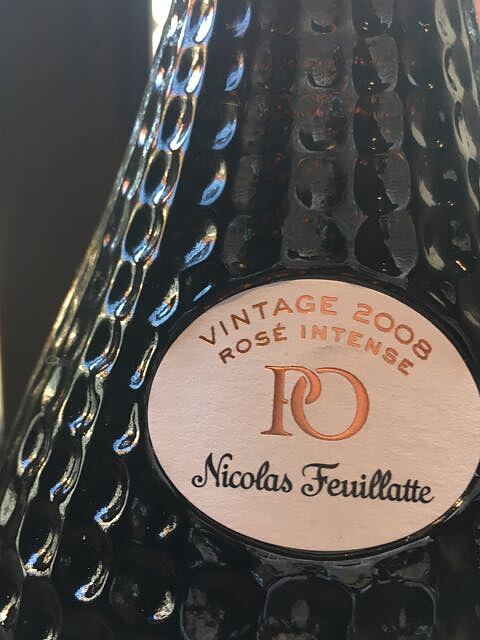 VINTAGE 2008
ROSÉ INTENSE
PO
Nicolas Feuillatte